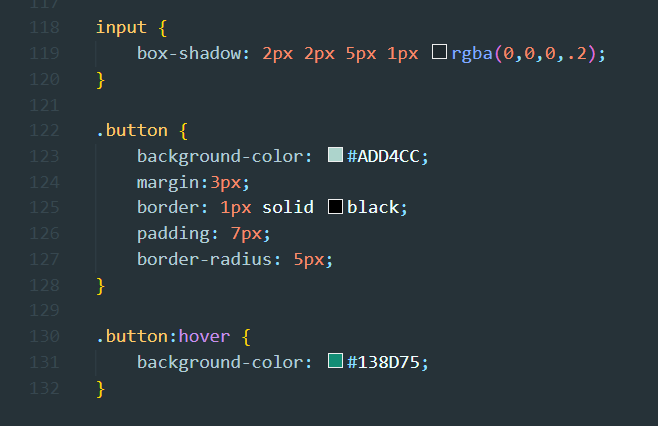 117
118 input {
119 box-shadow: 2px 2px 5px 1px rgba(0,0,0,.2);
120 }
121
122 .button {
123 background-color: #ADD4CC;
124 margin:3px;
125 border: 1px solid black;
126 padding: 7px;
127 border-radius: 5px;
128 }
129
130 .button:hover {
131 background-color: #138D75;
132 }